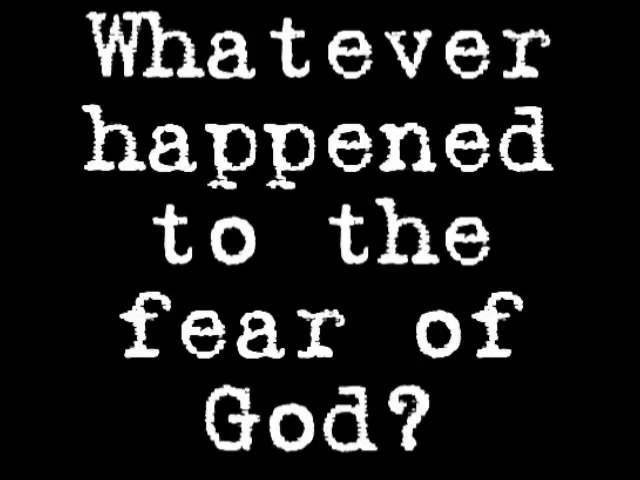 Whatever
happened
to the
fear of
God?